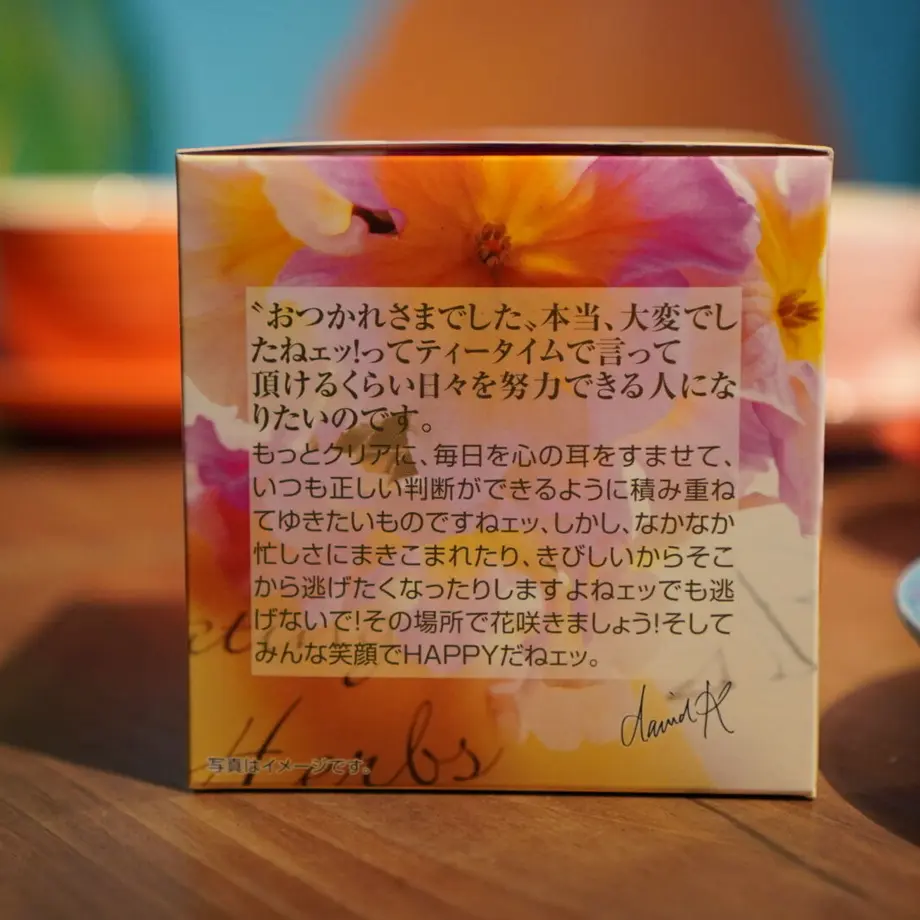 〝おつかれさまでした〟本当、大変でし
たねェッ!ってティータイムで言って
頂けるくらい日々を努力できる人にな
りたいのです。
もっとクリアに、毎日を心の耳をすませて、
いつも正しい判断ができるように積み重ね
てゆきたいものですねェッ、しかし、なかなか
忙しさにまきこまれたり、きびしいからそこ
から逃げたくなったりしますよねェッでも逃
げないで!その場所で花咲きましょう!そして
みんな笑顔でHAPPYだねェッ。
david H
Herbs
写真はイメージです。